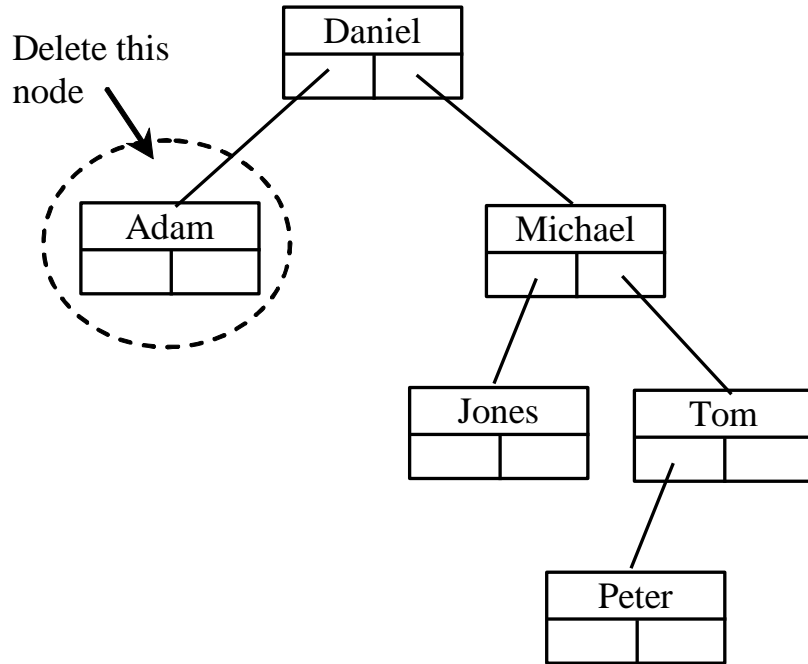 Delete this
node
Daniel
Adam
Michael
Jones
Tom
Peter